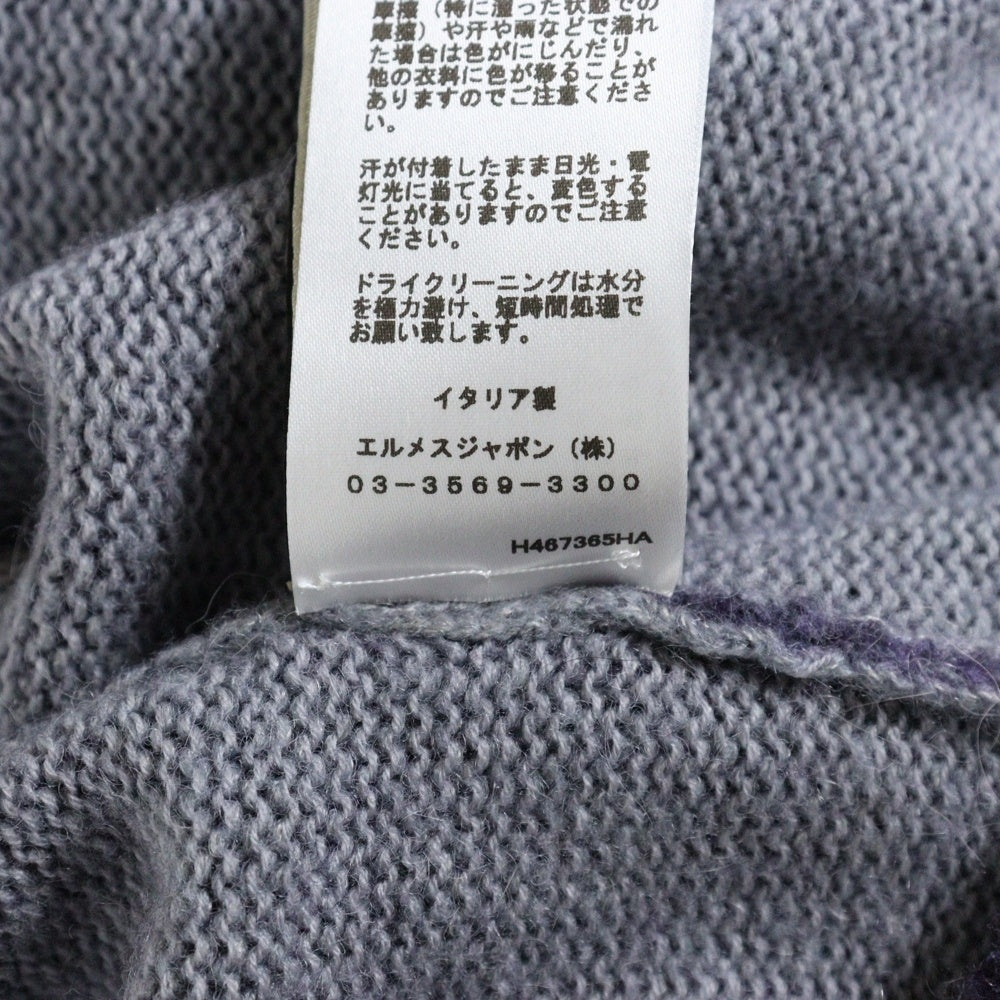 摩擦（特に湿った状態での
摩擦）や汗や雨などで濡れ
た場合は色がにじんだり、
他の衣料に色が移ることが
ありますのでご注意くださ
い。
汗が付着したまま日光・電
灯光に当てると、変色する
ことがありますのでご注意
ください。
ドライクリーニングは水分
を極力避け、短時間処理で
お願い致します。
イタリア製
エルメスジャポン（株）
03-3569-3300
H467365HA